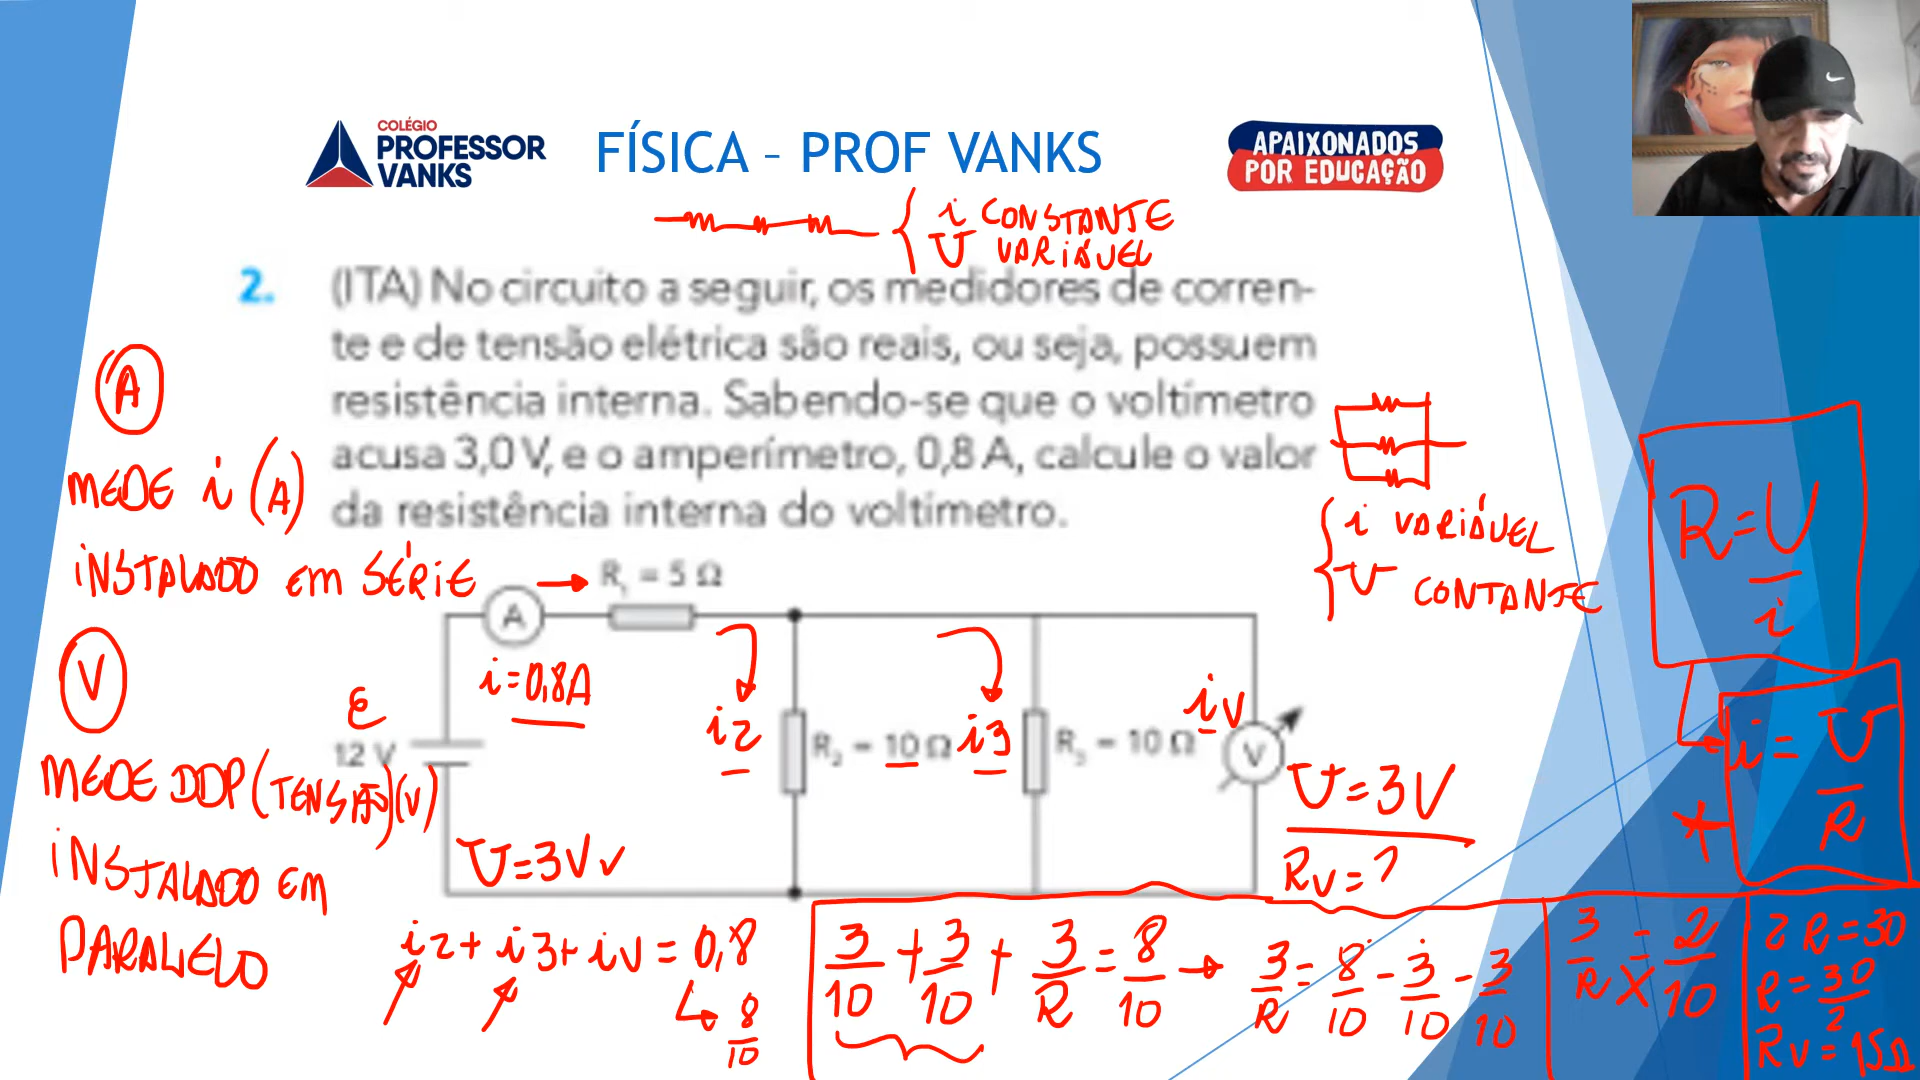 COLÉGIO
PROFESSOR
VANKS
FÍSICA – PROF VANKS
APAIXONADOS
POR EDUCAÇÃO
i CONSTANTE
U VARIÁVEL
2. (ITA) No circuito a seguir, os medidores de corren-
te e de tensão elétrica são reais, ou seja, possuem
resistência interna. Sabendo-se que o voltímetro
acusa 3,0 V, e o amperímetro, 0,8 A, calcule o valor
da resistência interna do voltímetro.
A
MEDE i (A)
INSTALADO EM SÉRIE
V
MEDE DDP (TENSÃO) (V)
INSTALADO EM
PARALELO
i VARIÁVEL
U CONTANTE
R = U/i
i = U/R
*
R₁ = 5 Ω
A
i = 0,8A
ε
12 V
i2
R₂ = 10 Ω
i3
R₃ = 10 Ω
iV
V
U = 3V
RV = ?
U = 3V ✓
i2 + i3 + iV = 0,8
↳ 8/10
3/10 + 3/10 + 3/R = 8/10 → 3/R = 8/10 - 3/10 - 3/10
3/R = 2/10
2R = 30
R = 30/2
RV = 15Ω